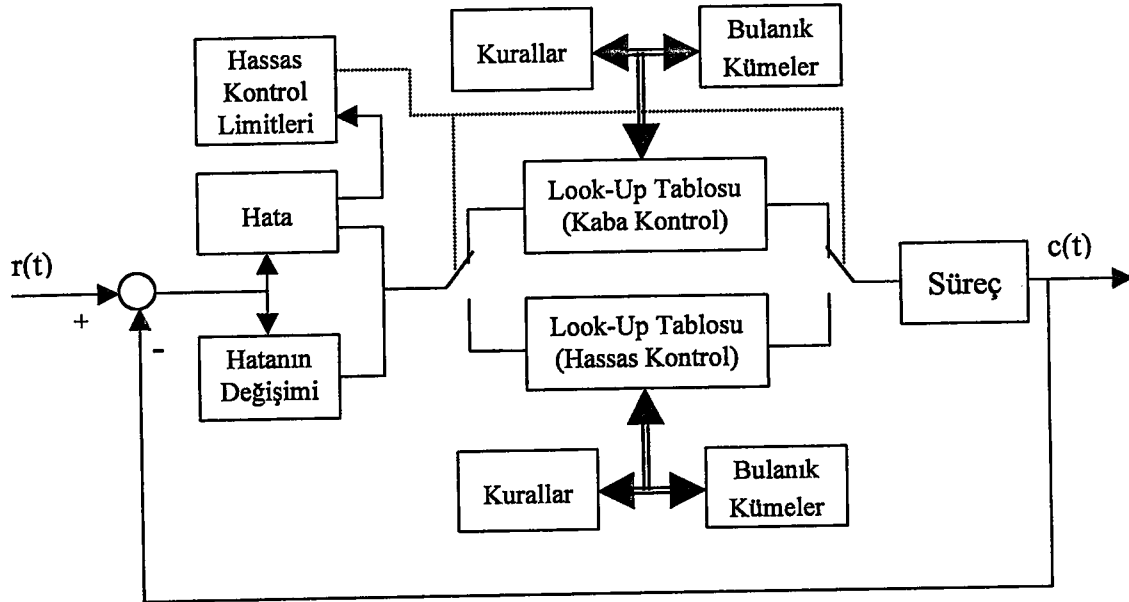 Hassas
Kontrol
Limitleri
Kurallar
Bulanık
Kümeler
Hata
Look-Up Tablosu
(Kaba Kontrol)
r(t)
+
-
Hatanın
Değişimi
Look-Up Tablosu
(Hassas Kontrol)
Süreç
c(t)
Kurallar
Bulanık
Kümeler